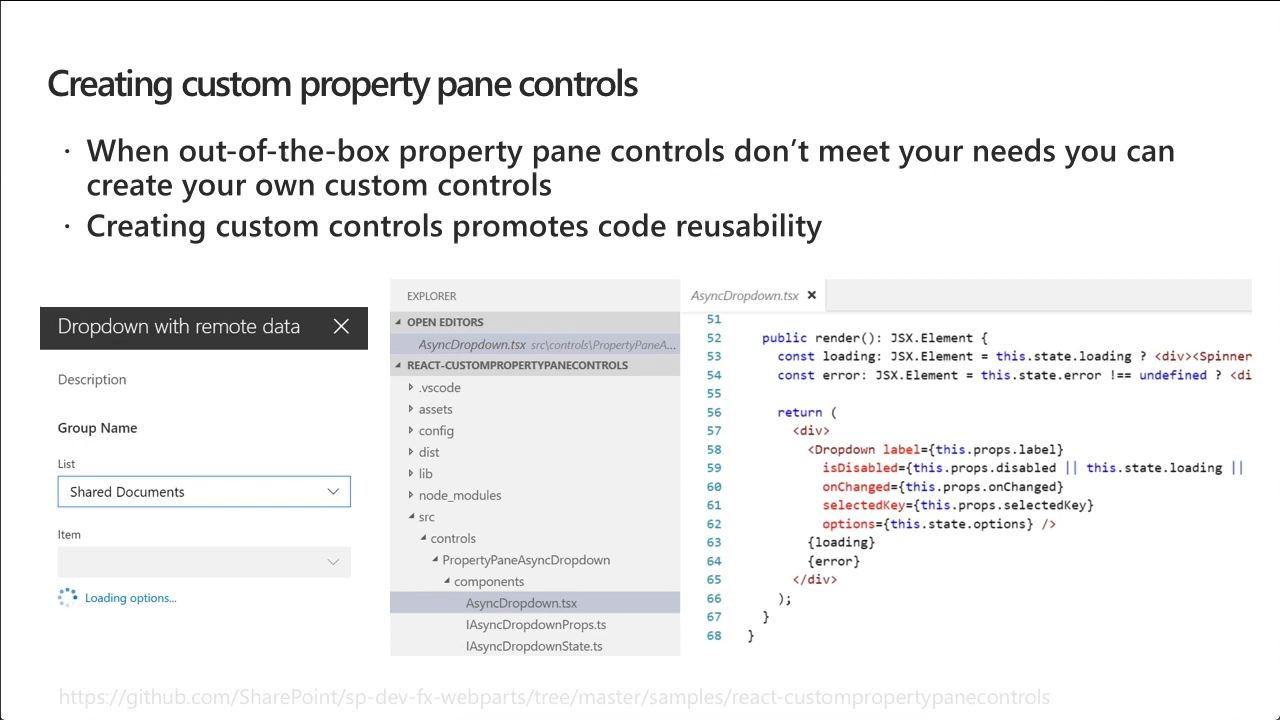 Creating custom property pane controls
· When out-of-the-box property pane controls don’t meet your needs you can
create your own custom controls
· Creating custom controls promotes code reusability
Dropdown with remote data
Description
Group Name
List
Shared Documents
Item
Loading options...
EXPLORER
OPEN EDITORS
AsyncDropdown.tsx src\controls\PropertyPaneA...
REACT-CUSTOMPROPERTYPANECONTROLS
.vscode
assets
config
dist
lib
node_modules
src
controls
PropertyPaneAsyncDropdown
components
AsyncDropdown.tsx
IAsyncDropdownProps.ts
IAsyncDropdownState.ts
AsyncDropdown.tsx
51
52 public render(): JSX.Element {
53 const loading: JSX.Element = this.state.loading ? <div><Spinner
54 const error: JSX.Element = this.state.error !== undefined ? <di
55
56 return (
57 <div>
58 <Dropdown label={this.props.label}
59 isDisabled={this.props.disabled || this.state.loading ||
60 onChanged={this.props.onChanged}
61 selectedKey={this.props.selectedKey}
62 options={this.state.options} />
63 {loading}
64 {error}
65 </div>
66 );
67 }
68 }
https://github.com/SharePoint/sp-dev-fx-webparts/tree/master/samples/react-custompropertypanecontrols